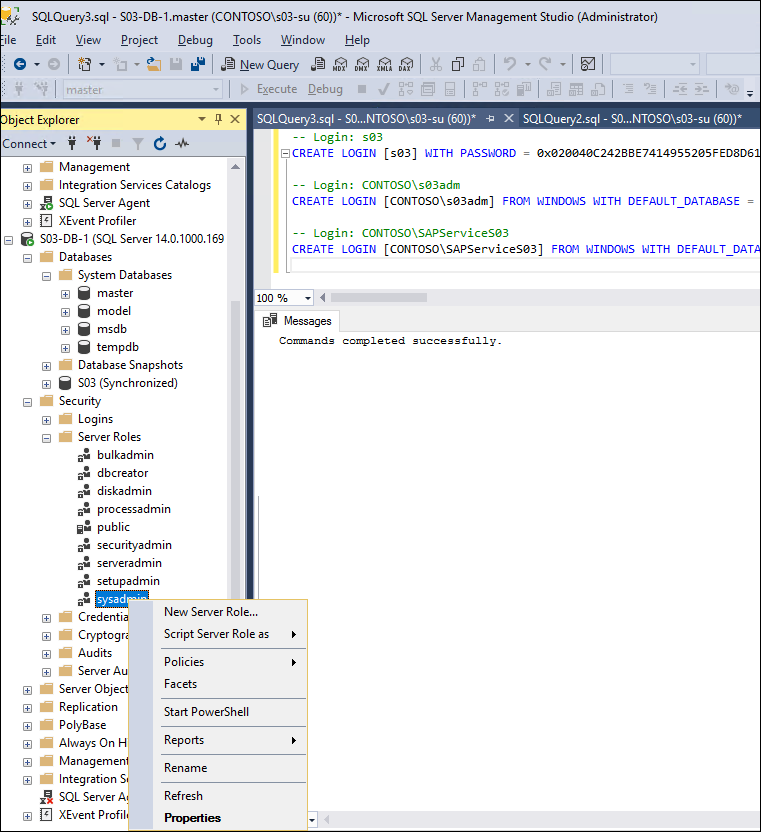 SQLQuery3.sql - S03-DB-1.master (CONTOSO\s03-su (60))* - Microsoft SQL Server Management Studio (Administrator)
File Edit View Project Debug Tools Window Help
New Query MDX DMX XMLA DAX
master Execute Debug
Object Explorer
Connect
Management
Integration Services Catalogs
SQL Server Agent
XEvent Profiler
S03-DB-1 (SQL Server 14.0.1000.169
Databases
System Databases
master
model
msdb
tempdb
Database Snapshots
S03 (Synchronized)
Security
Logins
Server Roles
bulkadmin
dbcreator
diskadmin
processadmin
public
securityadmin
serveradmin
setupadmin
sysadmin
Credentia
Cryptogra
Audits
Server Au
Server Object
Replication
PolyBase
Always On H
Management
Integration Se
SQL Server Ag
XEvent Profile
New Server Role...
Script Server Role as
Policies
Facets
Start PowerShell
Reports
Rename
Refresh
Properties
SQLQuery3.sql - S0...NTOSO\s03-su (60))* SQLQuery2.sql - S0...NTOSO\s03-su (60))*
-- Login: s03
CREATE LOGIN [s03] WITH PASSWORD = 0x020040C242BBE7414955205FED8D61
-- Login: CONTOSO\s03adm
CREATE LOGIN [CONTOSO\s03adm] FROM WINDOWS WITH DEFAULT_DATABASE =
-- Login: CONTOSO\SAPServiceS03
CREATE LOGIN [CONTOSO\SAPServiceS03] FROM WINDOWS WITH DEFAULT_DATA
100 %
Messages
Commands completed successfully.